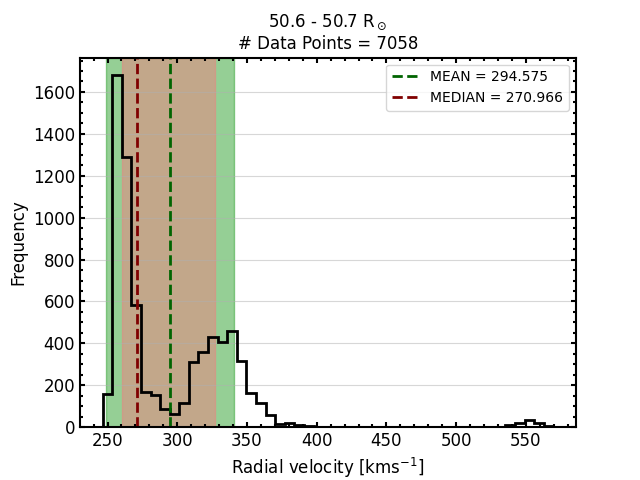 50.6 - 50.7 R⊙
# Data Points = 7058
MEAN = 294.575
MEDIAN = 270.966
Frequency
1600
1400
1200
1000
800
600
400
200
0
250 300 350 400 450 500 550
Radial velocity [kms⁻¹]